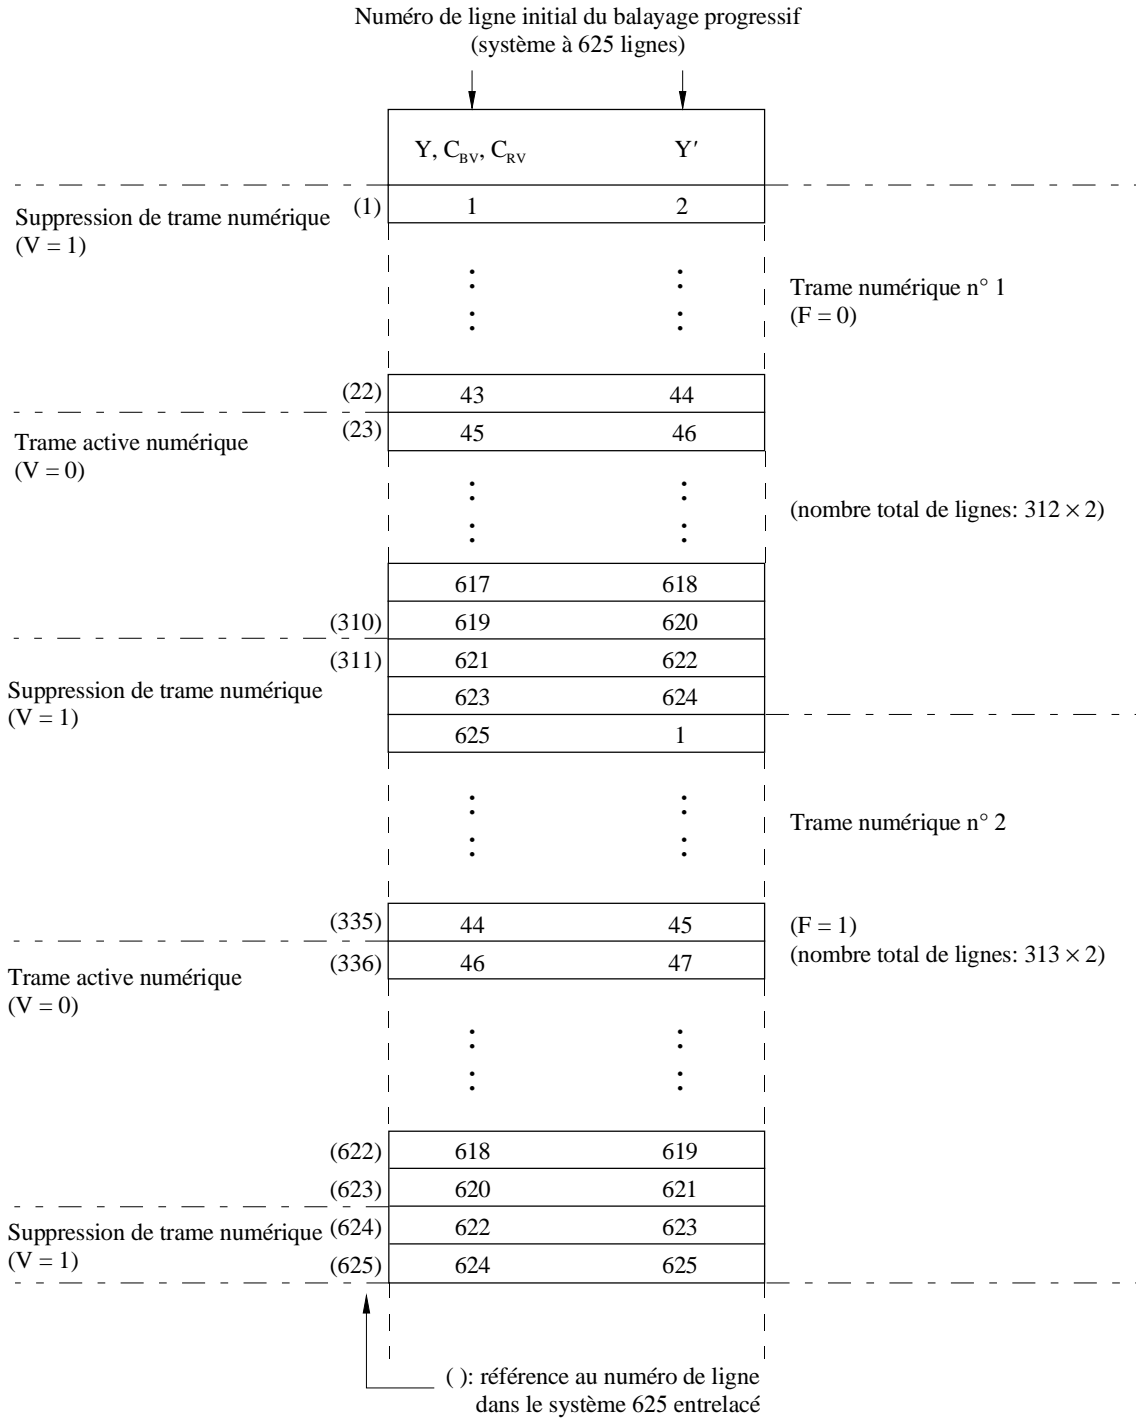 Numéro de ligne initial du balayage progressif
(système à 625 lignes)
Y, C_BV, C_RV Y′
Suppression de trame numérique (1) 1 2
(V = 1)
Trame numérique n° 1
(F = 0)
(22) 43 44
Trame active numérique (23) 45 46
(V = 0)
(nombre total de lignes: 312 × 2)
617 618
(310) 619 620
(311) 621 622
Suppression de trame numérique 623 624
(V = 1)
625 1
Trame numérique n° 2
(335) 44 45 (F = 1)
(336) 46 47 (nombre total de lignes: 313 × 2)
Trame active numérique
(V = 0)
(622) 618 619
(623) 620 621
Suppression de trame numérique (624) 622 623
(V = 1) (625) 624 625
( ): référence au numéro de ligne
dans le système 625 entrelacé